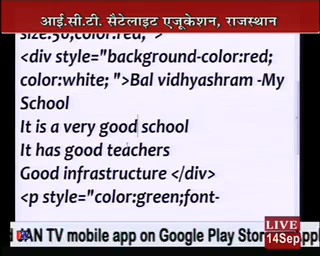 आई.सी.टी. सैटेलाइट एजूकेशन, राजस्थान
size:50,color:red; ">
<div style="background-color:red;
color:white; ">Bal vidhyashram -My
School
It is a very good school
It has good teachers
Good infrastructure </div>
<p style="color:green;font-
LIVE
AN TV mobile app on Google Play Stor
14Sep